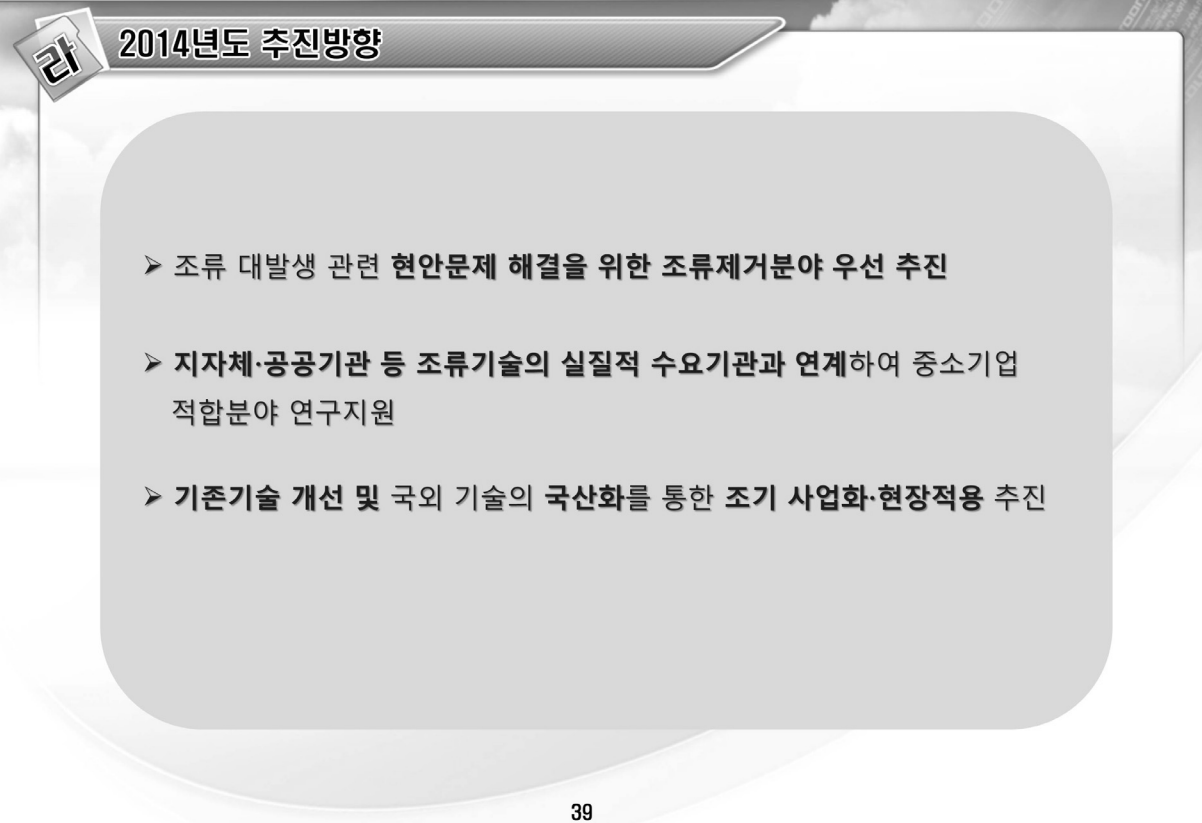 라
2014년도 추진방향
➢ 조류 대발생 관련 현안문제 해결을 위한 조류제거분야 우선 추진
➢ 지자체·공공기관 등 조류기술의 실질적 수요기관과 연계하여 중소기업
적합분야 연구지원
➢ 기존기술 개선 및 국외 기술의 국산화를 통한 조기 사업화·현장적용 추진
39